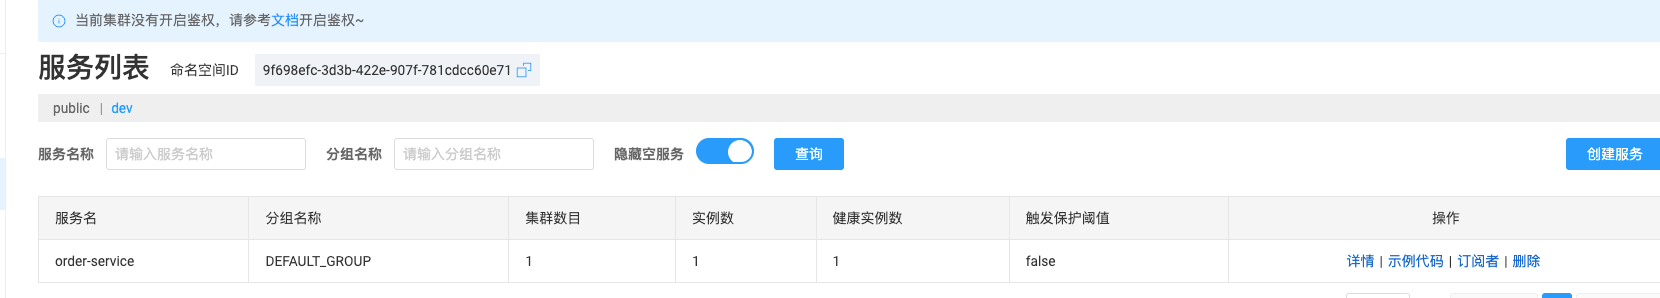 当前集群没有开启鉴权，请参考文档开启鉴权~
服务列表 命名空间ID 9f698efc-3d3b-422e-907f-781cdcc60e71
public | dev
服务名称 请输入服务名称 分组名称 请输入分组名称 隐藏空服务 查询 创建服务
服务名 分组名称 集群数目 实例数 健康实例数 触发保护阈值 操作
order-service DEFAULT_GROUP 1 1 1 false 详情 | 示例代码 | 订阅者 | 删除